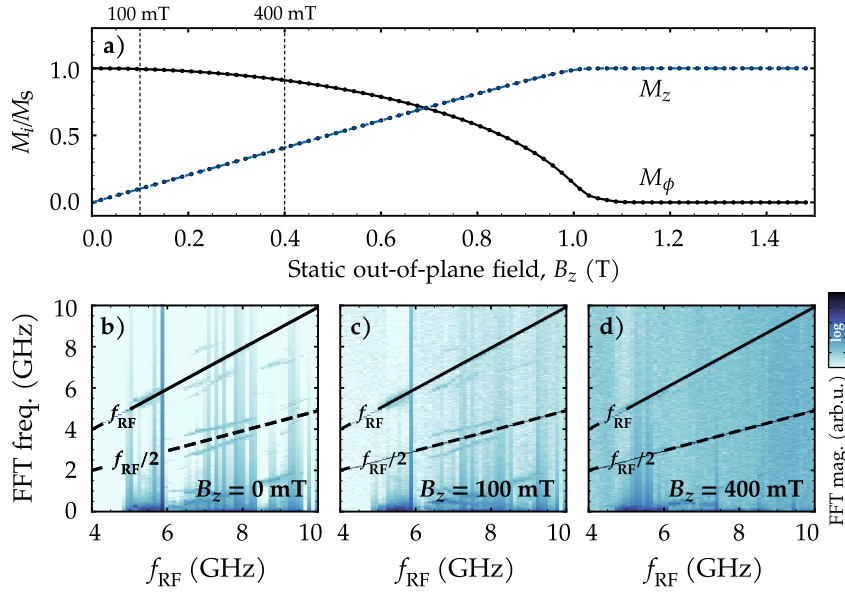 100 mT 400 mT
a)
1.0
0.5
0.0
M_i/M_S
M_z
M_ϕ
0.0 0.2 0.4 0.6 0.8 1.0 1.2 1.4
Static out-of-plane field, B_z (T)
10
8
6
4
2
0
FFT freq. (GHz)
b) c) d)
f_RF f_RF f_RF
f_RF/2 f_RF/2 f_RF/2
B_z = 0 mT B_z = 100 mT B_z = 400 mT
4 6 8 10 4 6 8 10 4 6 8 10
f_RF (GHz) f_RF (GHz) f_RF (GHz)
log
FFT mag. (arb.u.)